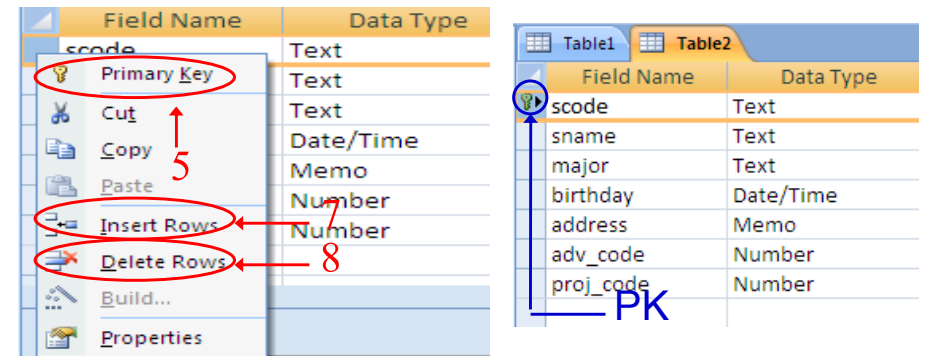 Field Name Data Type
scode Text
Primary Key Text
Cut Text
5
Copy Date/Time
Paste Memo
Number
Insert Rows Number
7
Delete Rows 8
Build...
Properties
Table1 Table2
Field Name Data Type
scode Text
sname Text
major Text
birthday Date/Time
address Memo
adv_code Number
proj_code Number
PK